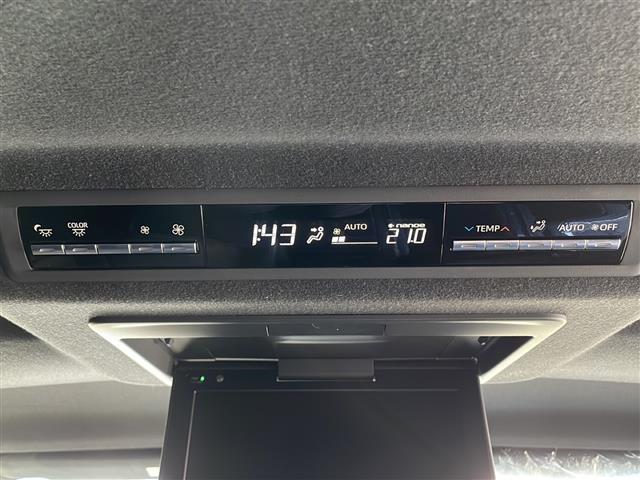 COLOR
1:43 AUTO nanoe 21.0
TEMP /AUTO OFF